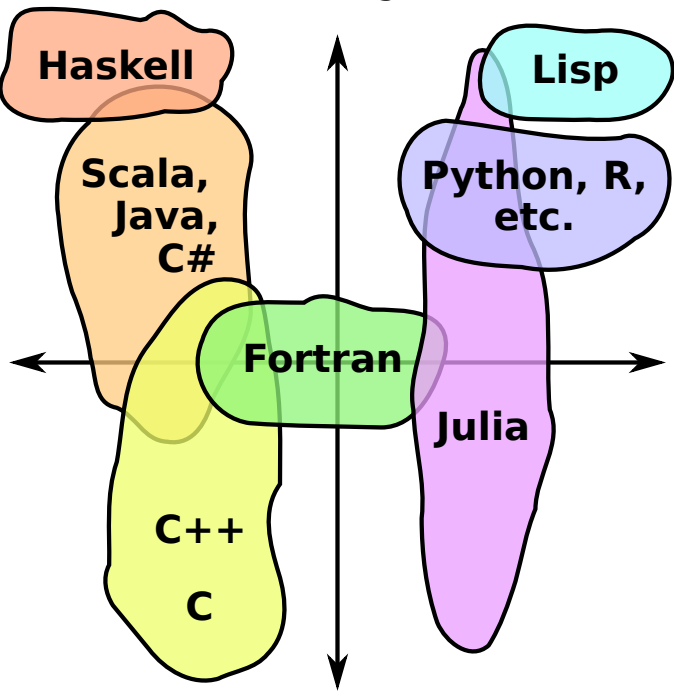 Haskell
Lisp
Scala,
Java,
C#
Python, R,
etc.
Fortran
Julia
C++
C